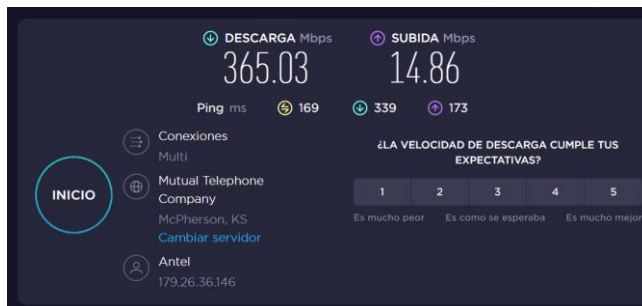 DESCARGA Mbps
365.03
SUBIDA Mbps
14.86
Ping ms 169 339 173
INICIO
Conexiones
Multi
Mutual Telephone
Company
McPherson, KS
Cambiar servidor
Antel
179.26.36.146
¿LA VELOCIDAD DE DESCARGA CUMPLE TUS
EXPECTATIVAS?
1 2 3 4 5
Es mucho peor Es como se esperaba Es mucho mejor